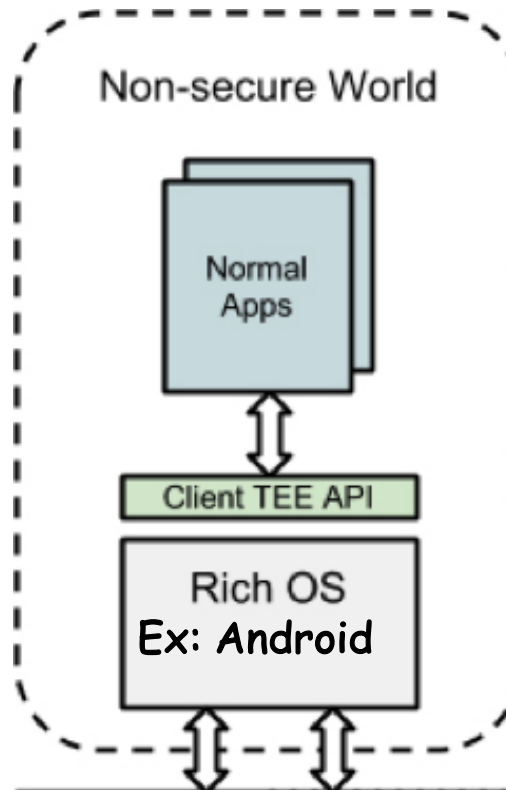 Non-secure World
Normal
Apps
Client TEE API
Rich OS
Ex: Android